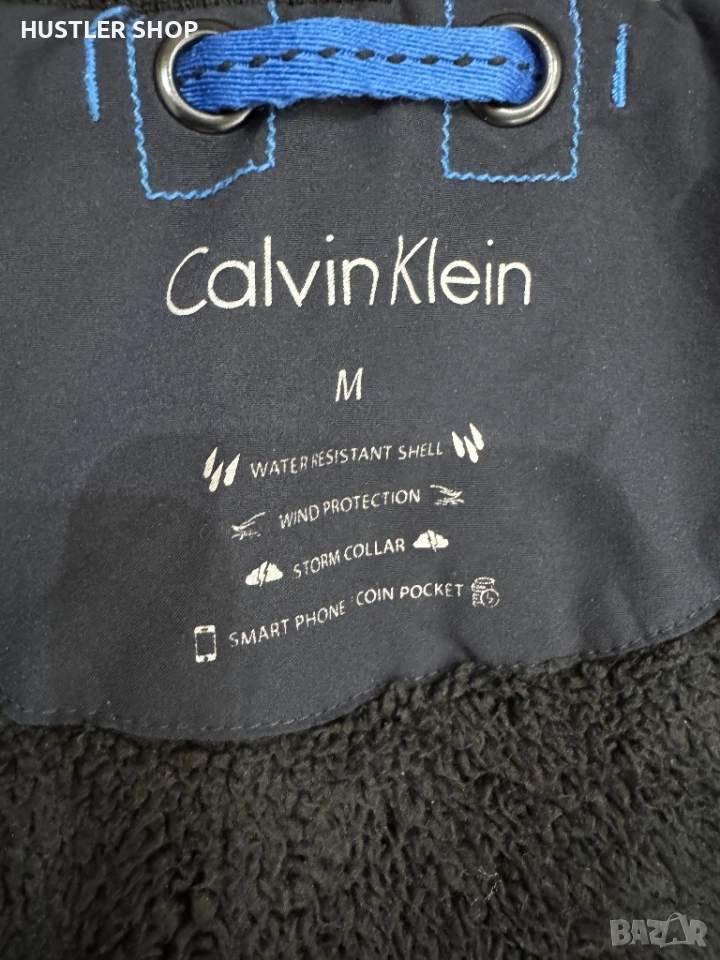 HUSTLER SHOP
Calvin Klein
M
WATER RESISTANT SHELL
WIND PROTECTION
STORM COLLAR
SMART PHONE COIN POCKET
BAZAR